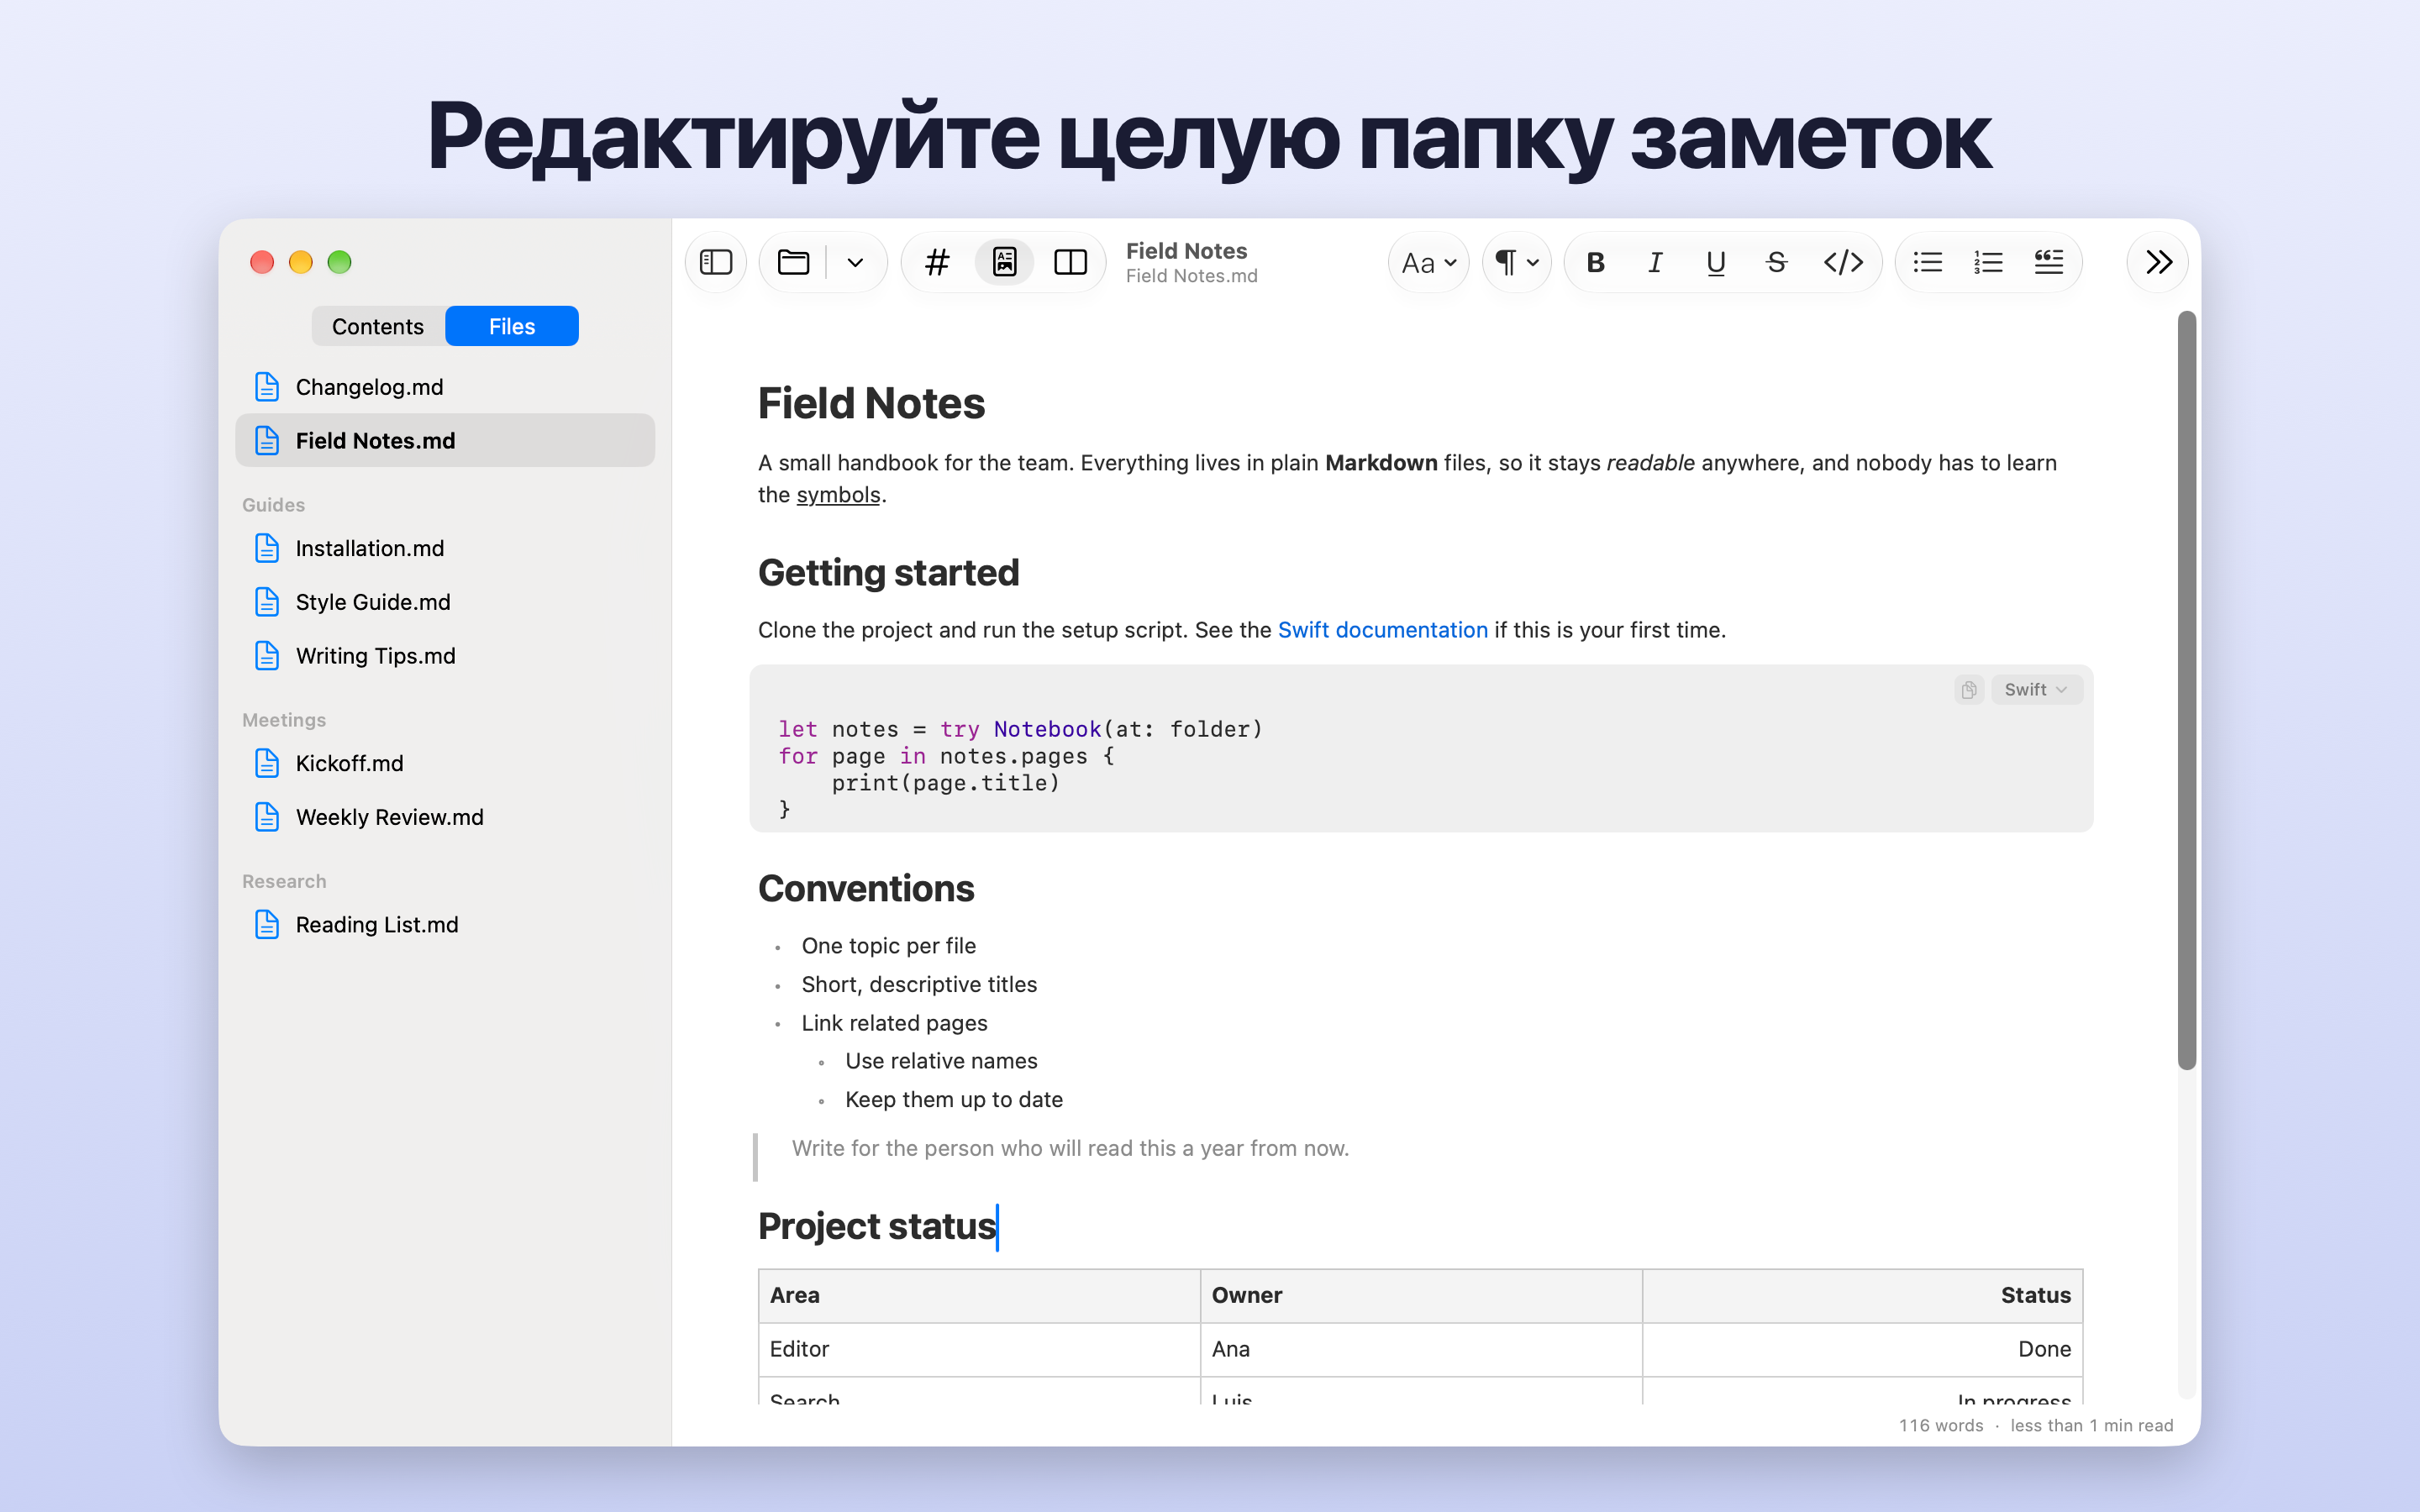 Редактируйте целую папку заметок
Contents
Files
Changelog.md
Field Notes.md
Guides
Installation.md
Style Guide.md
Writing Tips.md
Meetings
Kickoff.md
Weekly Review.md
Research
Reading List.md
Field Notes
Field Notes.md
Aa
B I U S </>
Field Notes
A small handbook for the team. Everything lives in plain Markdown files, so it stays readable anywhere, and nobody has to learn
the symbols.
Getting started
Clone the project and run the setup script. See the Swift documentation if this is your first time.
Swift
let notes = try Notebook(at: folder)
for page in notes.pages {
    print(page.title)
}
Conventions
One topic per file
Short, descriptive titles
Link related pages
Use relative names
Keep them up to date
Write for the person who will read this a year from now.
Project status
Area Owner Status
Editor Ana Done
Search Luis In progress
116 words · less than 1 min read